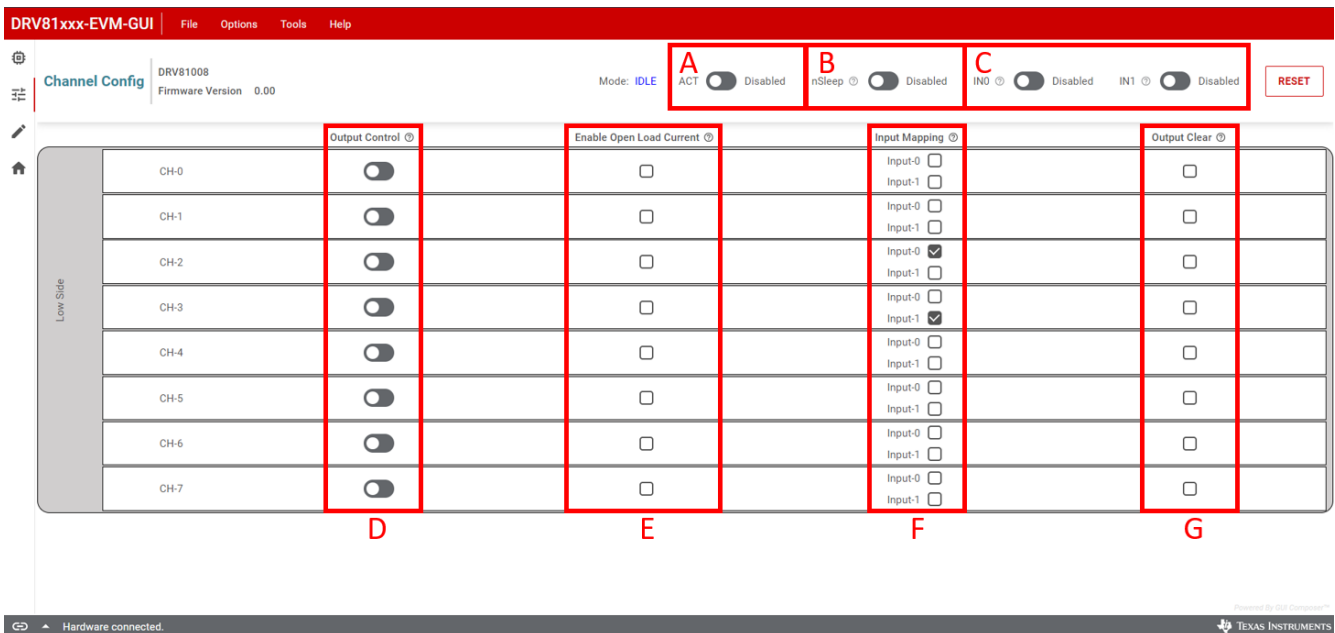 DRV81xxx-EVM-GUI File Options Tools Help
Channel Config
DRV81008
Firmware Version 0.00
Mode: IDLE
A
ACT Disabled
B
nSleep Disabled
C
IN0 Disabled IN1 Disabled
RESET
Output Control Enable Open Load Current Input Mapping Output Clear
Low Side
CH-0
Input-0
Input-1
CH-1
Input-0
Input-1
CH-2
Input-0
Input-1
CH-3
Input-0
Input-1
CH-4
Input-0
Input-1
CH-5
Input-0
Input-1
CH-6
Input-0
Input-1
CH-7
Input-0
Input-1
D E F G
Powered By GUI Composer™
Hardware connected.
TEXAS INSTRUMENTS